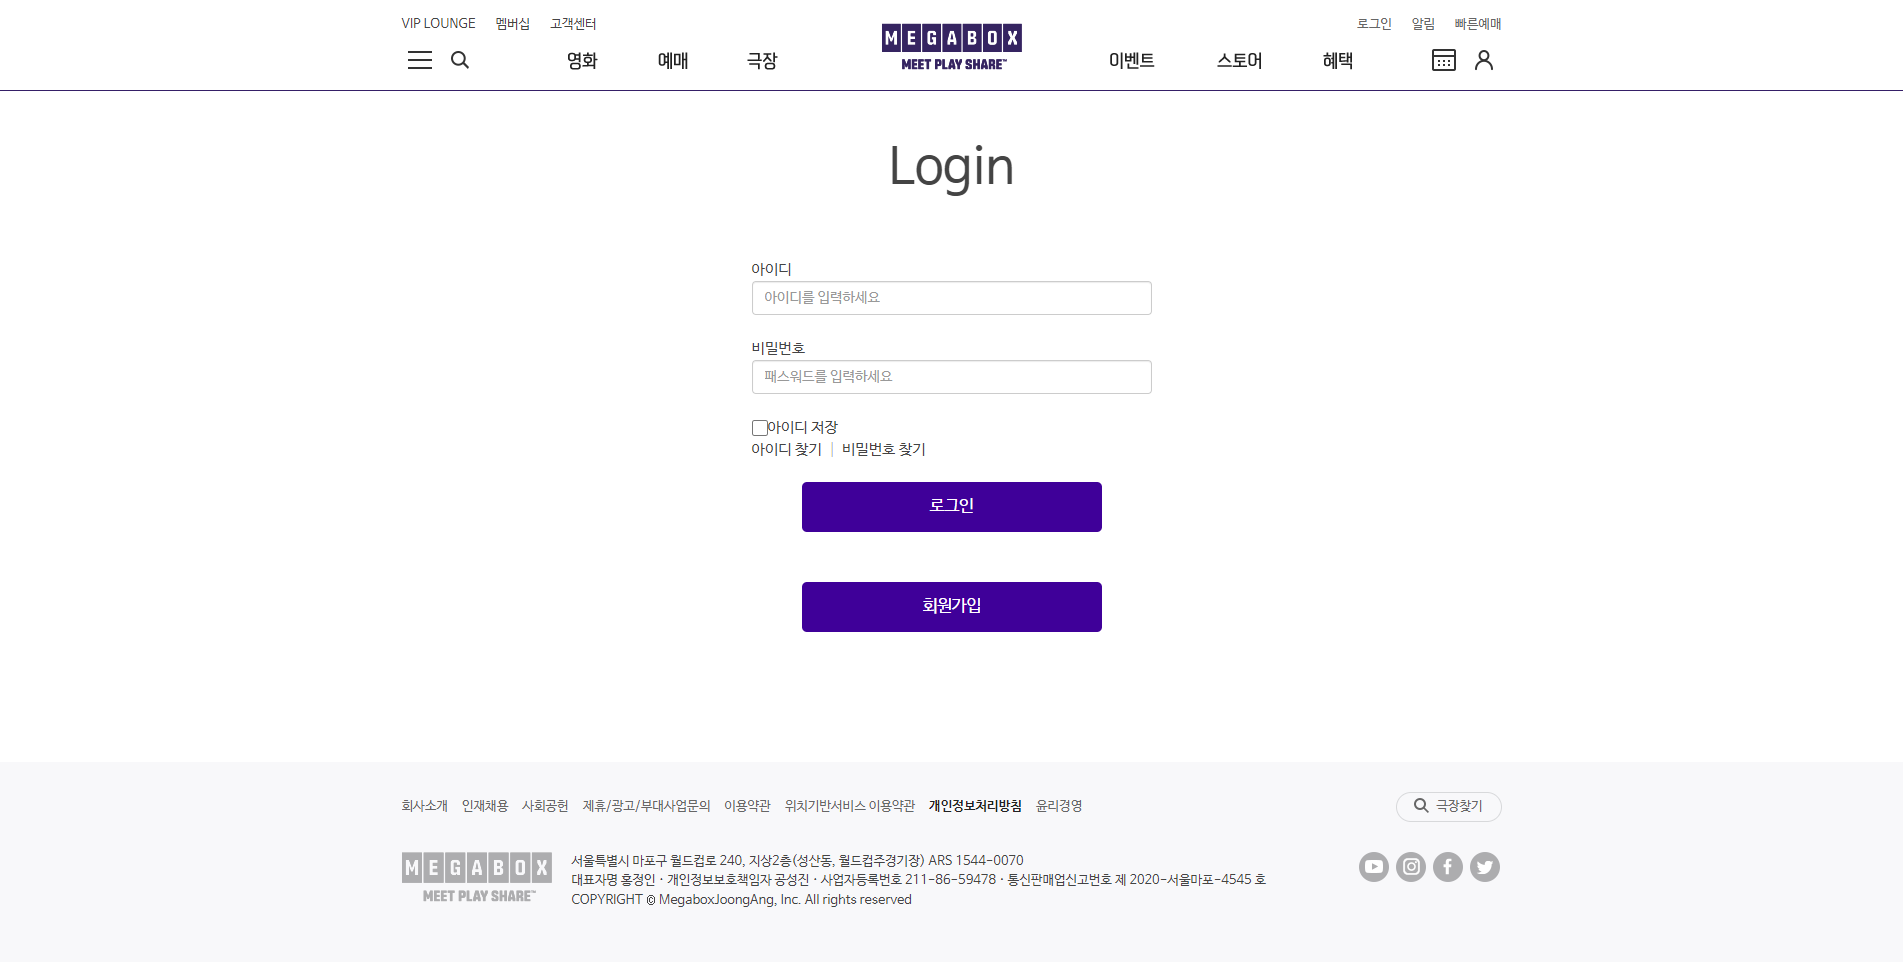 VIP LOUNGE 멤버십 고객센터
로그인 알림 빠른예매
MEGABOX
MEET PLAY SHARE™
영화 예매 극장
이벤트 스토어 혜택
Login
아이디
아이디를 입력하세요
비밀번호
패스워드를 입력하세요
아이디 저장
아이디 찾기 | 비밀번호 찾기
로그인
회원가입
회사소개 인재채용 사회공헌 제휴/광고/부대사업문의 이용약관 위치기반서비스 이용약관 개인정보처리방침 윤리경영
극장찾기
MEGABOX
MEET PLAY SHARE™
서울특별시 마포구 월드컵로 240, 지상2층(성산동, 월드컵주경기장) ARS 1544-0070
대표자명 홍정인 · 개인정보보호책임자 공성진 · 사업자등록번호 211-86-59478 · 통신판매업신고번호 제 2020-서울마포-4545 호
COPYRIGHT © MegaboxJoongAng, Inc. All rights reserved